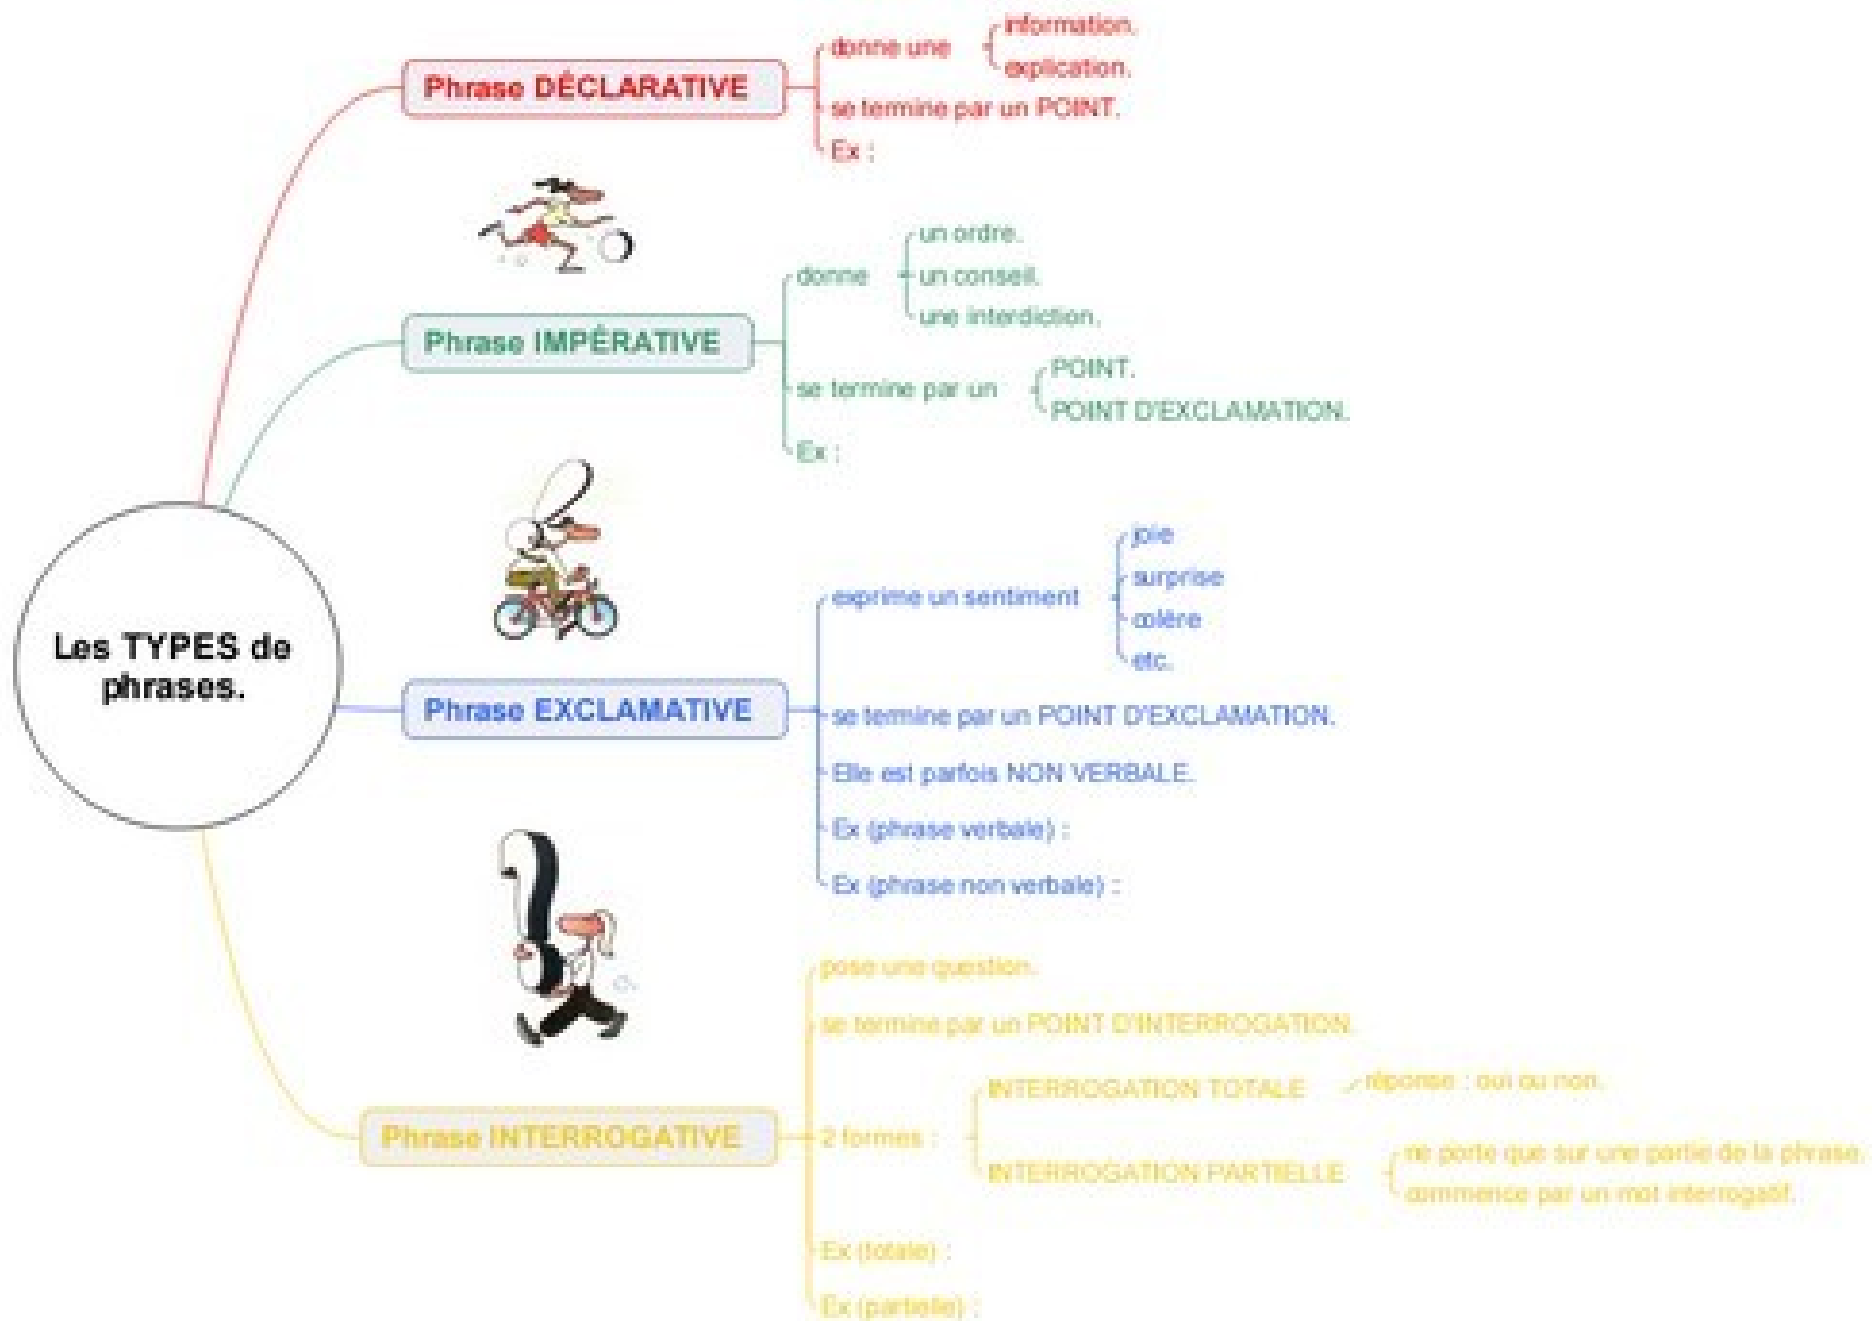 Les TYPES de
phrases.
Phrase DÉCLARATIVE
donne une
information.
explication.
se termine par un POINT.
Ex :
Phrase IMPÉRATIVE
donne
un ordre.
un conseil.
une interdiction.
se termine par un
POINT.
POINT D'EXCLAMATION.
Ex :
Phrase EXCLAMATIVE
exprime un sentiment
joie
surprise
colère
etc.
se termine par un POINT D'EXCLAMATION.
Elle est parfois NON VERBALE.
Ex (phrase verbale) :
Ex (phrase non verbale) :
Phrase INTERROGATIVE
pose une question.
se termine par un POINT D'INTERROGATION.
2 formes :
INTERROGATION TOTALE
réponse : oui ou non.
INTERROGATION PARTIELLE
ne porte que sur une partie de la phrase.
commence par un mot interrogatif.
Ex (totale) :
Ex (partielle) :